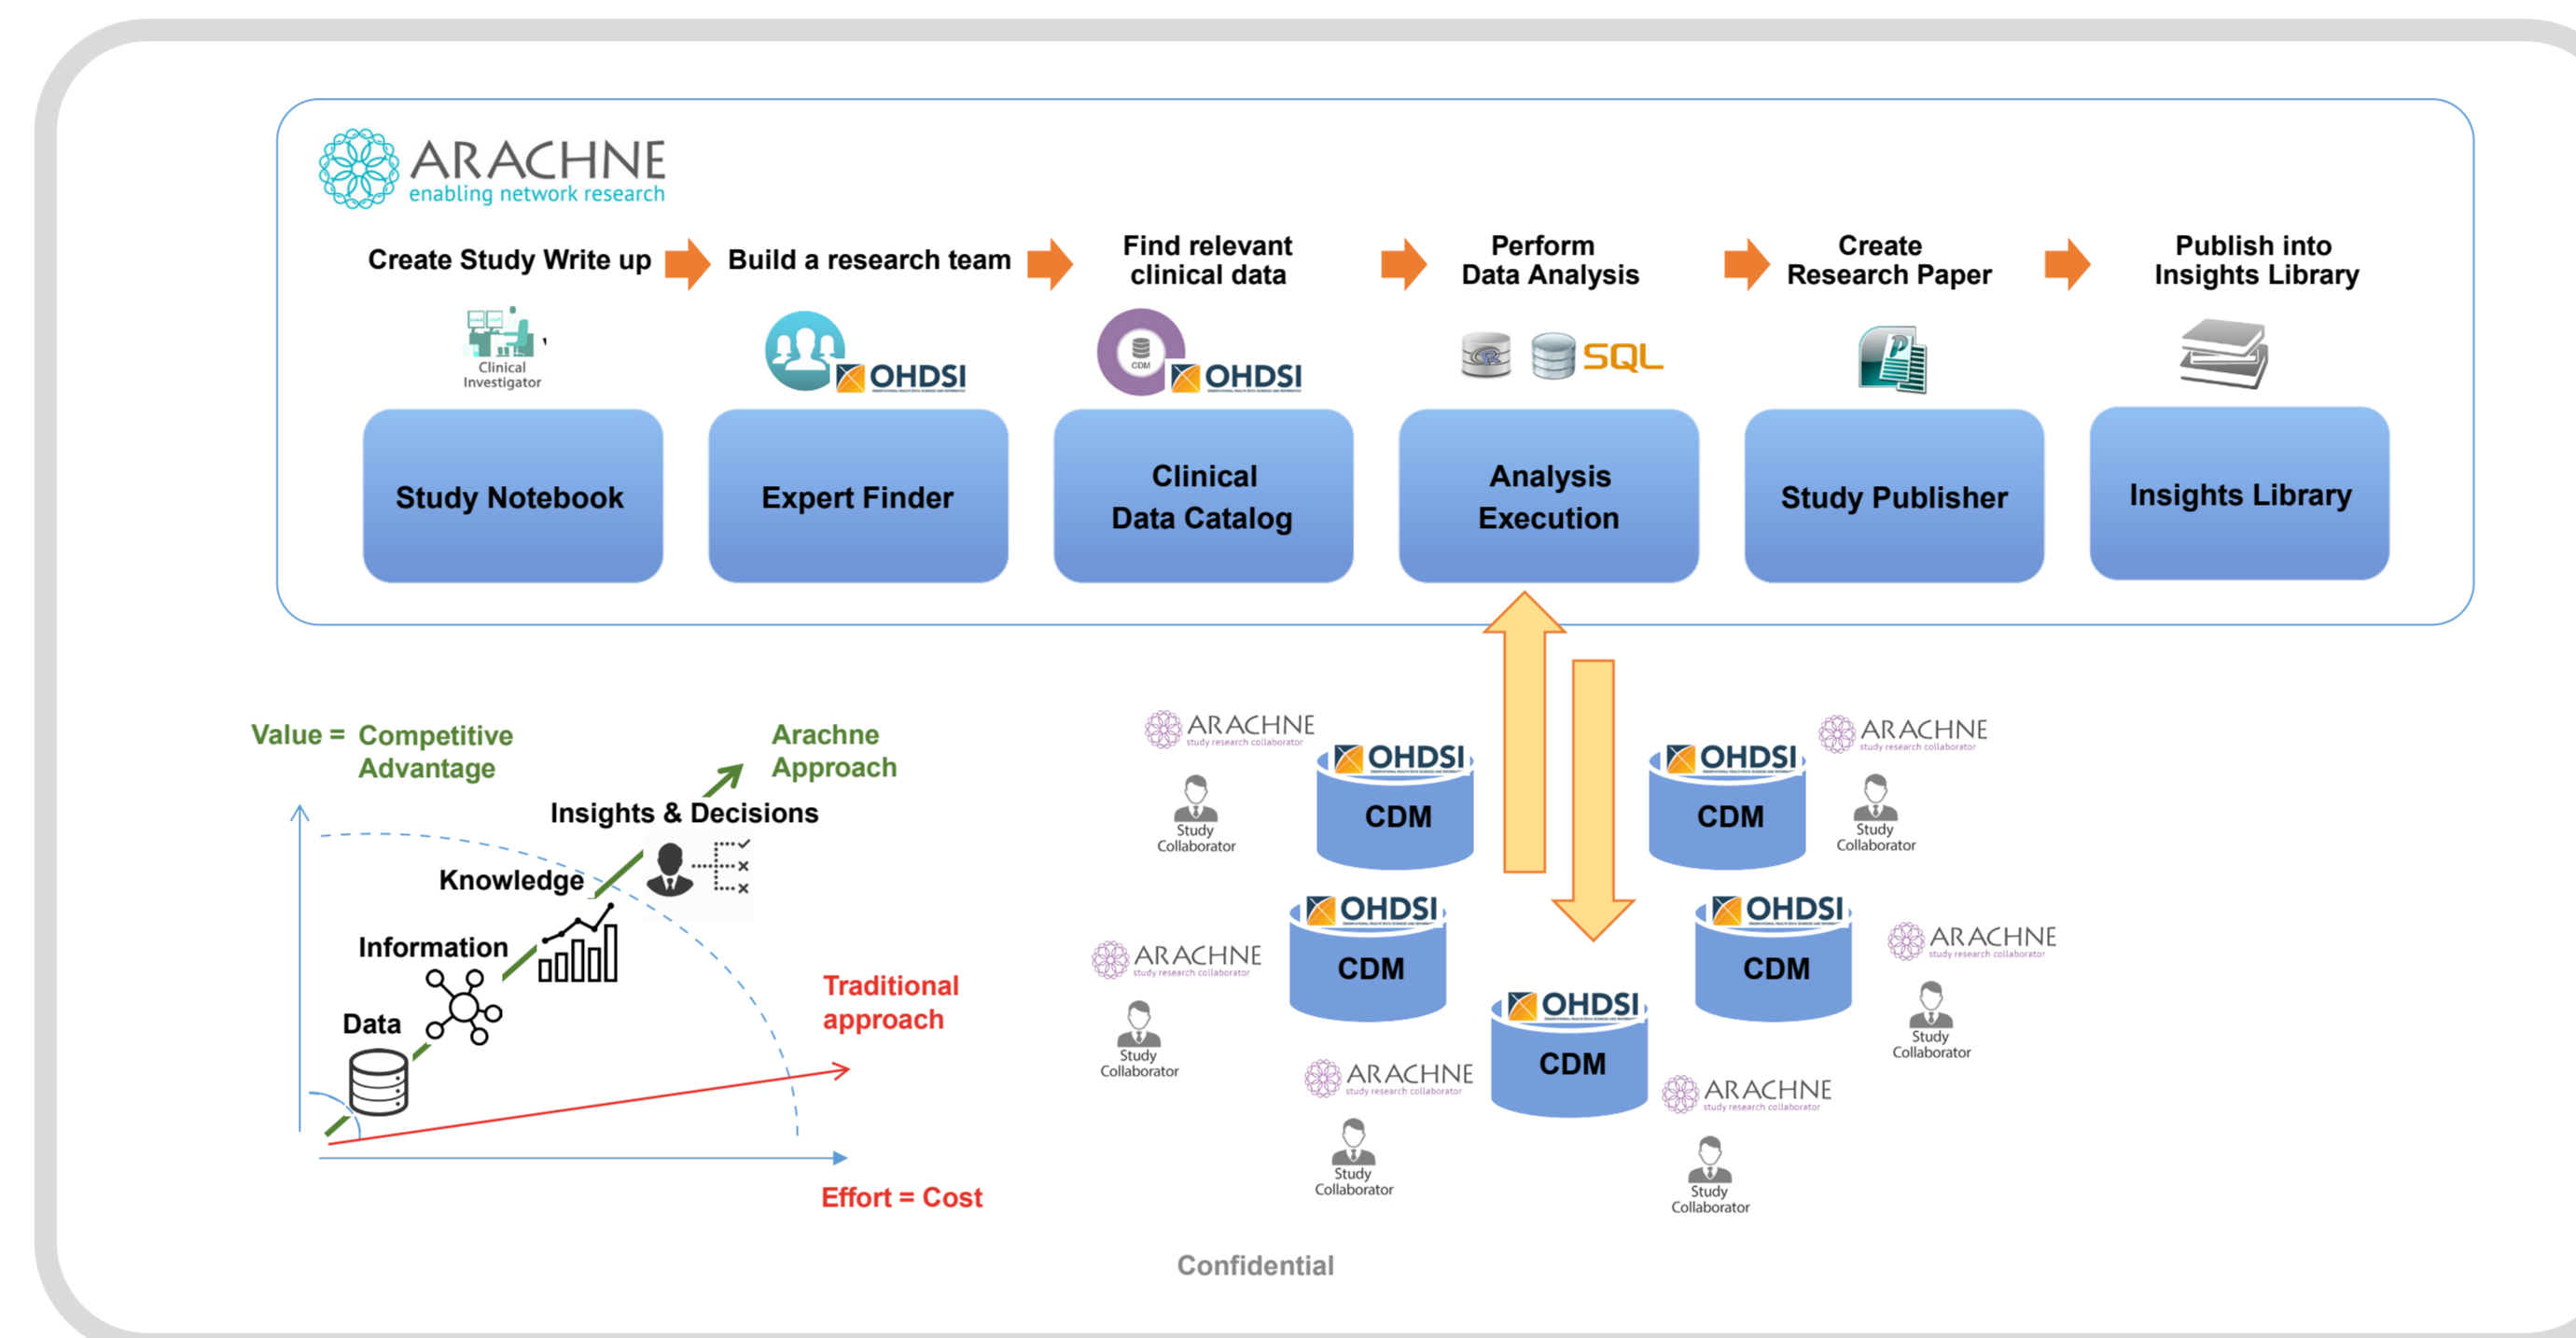 ARACHNE
enabling network research
Create Study Write up
Build a research team
Find relevant
clinical data
Perform
Data Analysis
Create
Research Paper
Publish into
Insights Library
Clinical
Investigator
OHDSI
CDM
OHDSI
R
SQL
P
Study Notebook
Expert Finder
Clinical
Data Catalog
Analysis
Execution
Study Publisher
Insights Library
Value = Competitive
Advantage
Arachne
Approach
Insights & Decisions
Knowledge
Information
Data
Traditional
approach
Effort = Cost
ARACHNE
study research collaborator
Study
Collaborator
OHDSI
CDM
OHDSI
CDM
ARACHNE
study research collaborator
Study
Collaborator
ARACHNE
study research collaborator
Study
Collaborator
OHDSI
CDM
OHDSI
CDM
ARACHNE
study research collaborator
Study
Collaborator
ARACHNE
study research collaborator
Study
Collaborator
OHDSI
CDM
ARACHNE
study research collaborator
Study
Collaborator
Confidential